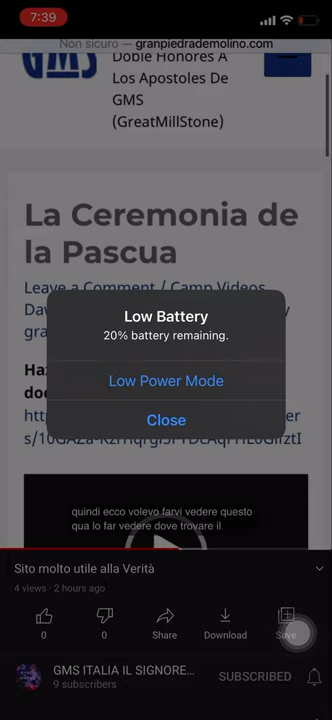 7:39
Non sicuro — granpiedrademolino.com
GMS
Doble Honores A
Los Apostoles De
GMS
(GreatMillStone)
La Ceremonia de
la Pascua
Leave a Comment / Camp Videos
Low Battery
20% battery remaining.
Low Power Mode
Close
quindi ecco volevo farvi vedere questo
qua lo far vedere dove trovare il
Sito molto utile alla Verità
4 views · 2 hours ago
0
0
Share
Download
Save
GMS ITALIA IL SIGNORE...
9 subscribers
SUBSCRIBED